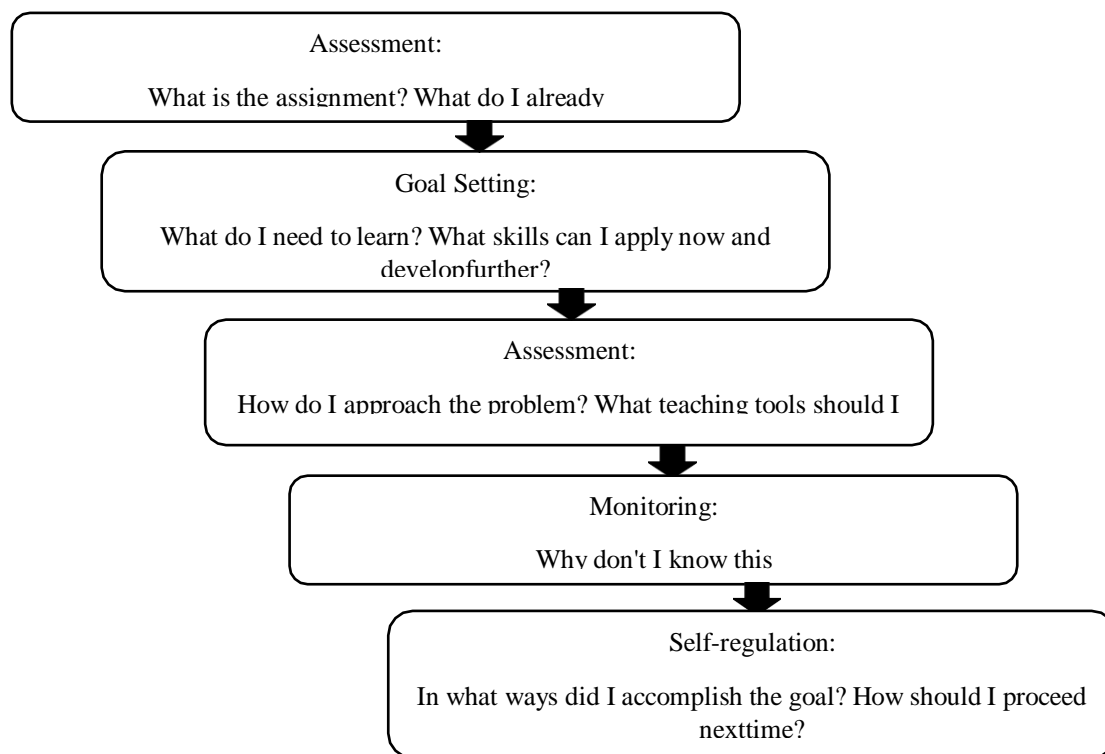 Assessment:
What is the assignment? What do I already
Goal Setting:
What do I need to learn? What skills can I apply now and
developfurther?
Assessment:
How do I approach the problem? What teaching tools should I
Monitoring:
Why don't I know this
Self-regulation:
In what ways did I accomplish the goal? How should I proceed
nexttime?